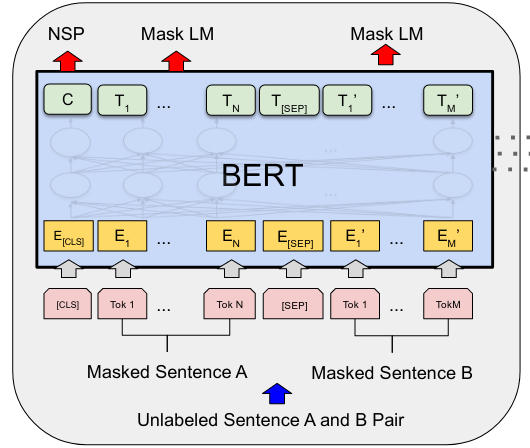 NSP Mask LM Mask LM
C T1 ... TN T[SEP] T1’ ... TM’
...
BERT
...
E[CLS] E1 ... EN E[SEP] E1’ ... EM’
[CLS] Tok 1 ... Tok N [SEP] Tok 1 ... TokM
Masked Sentence A Masked Sentence B
Unlabeled Sentence A and B Pair